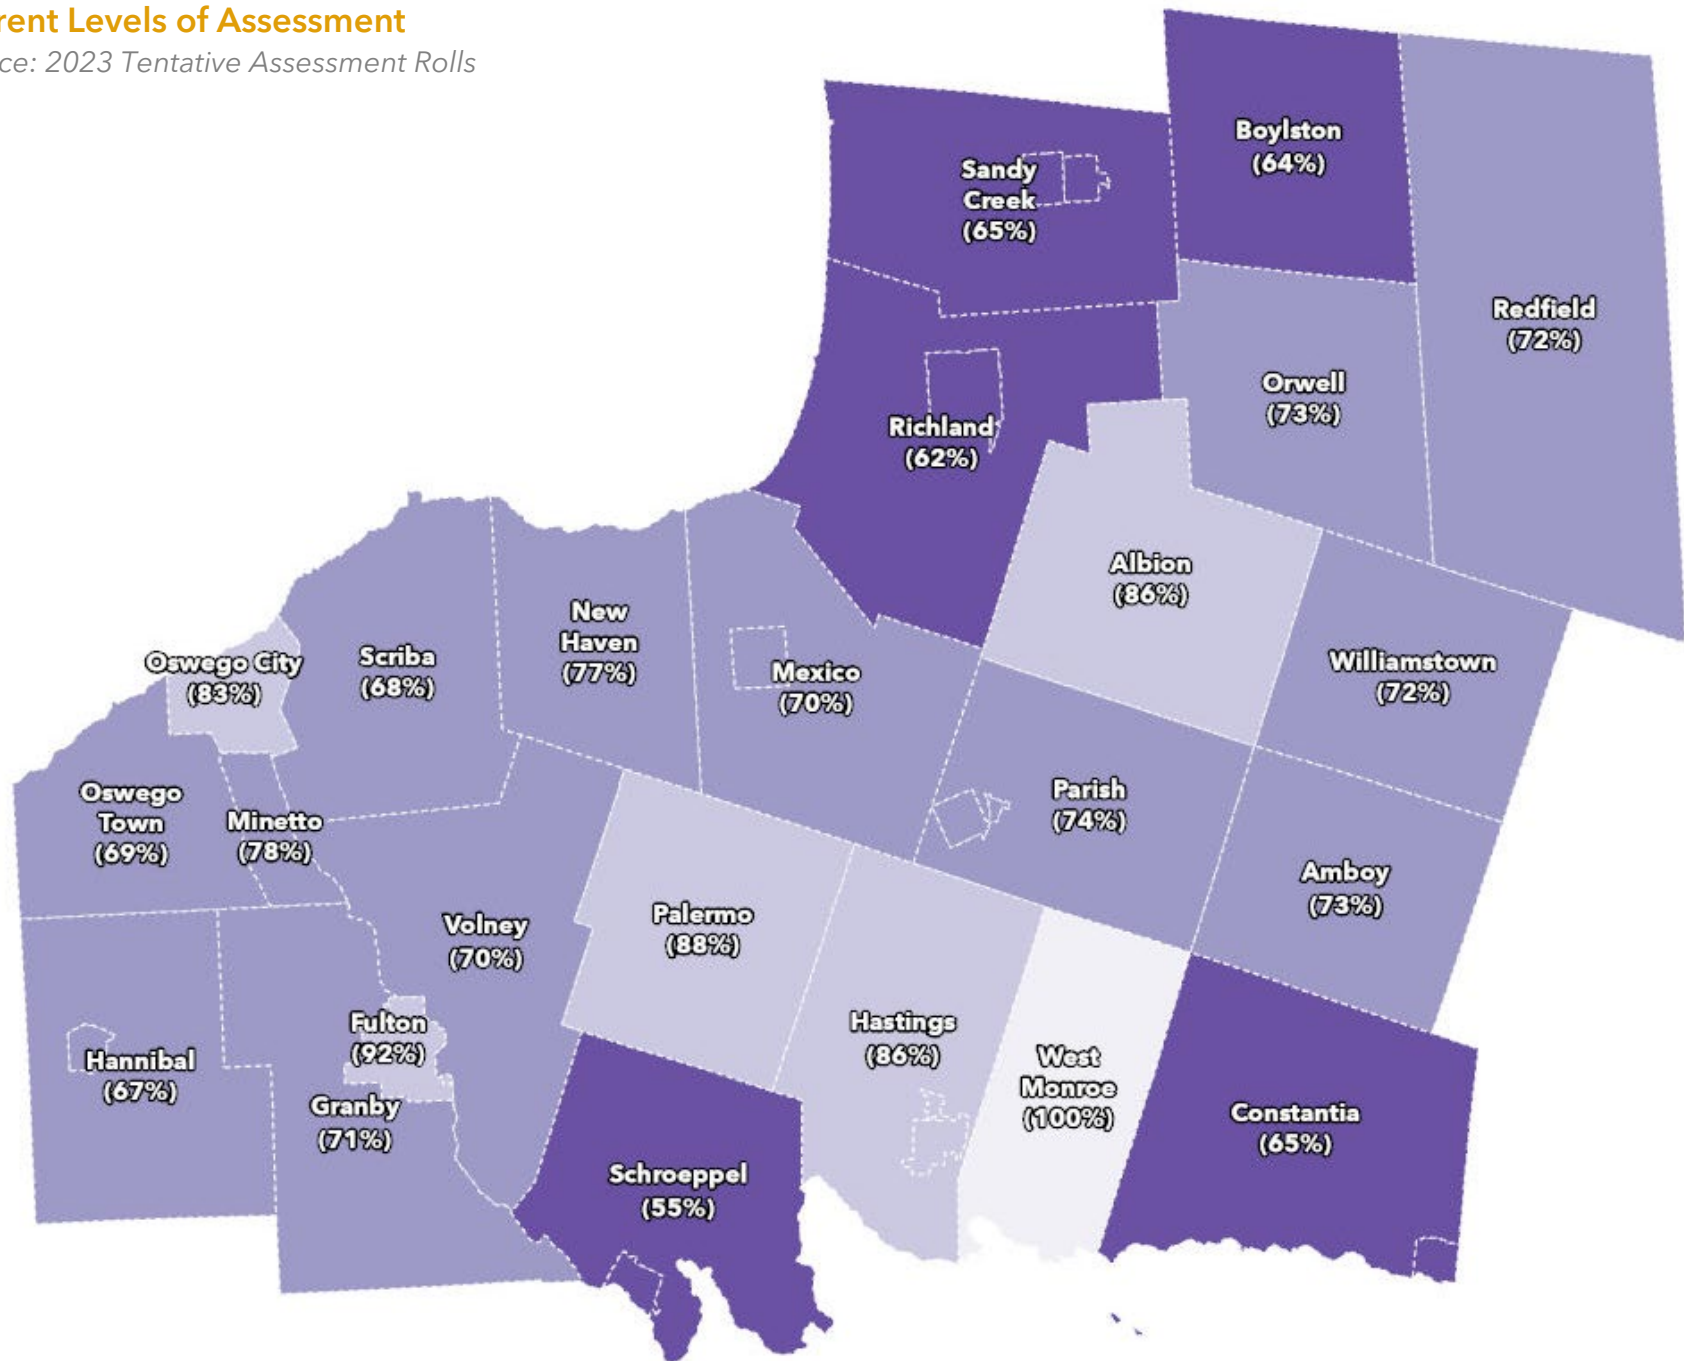 rent Levels of Assessment
ce: 2023 Tentative Assessment Rolls
Boylston
(64%)
Sandy
Creek
(65%)
Redfield
(72%)
Orwell
(73%)
Richland
(62%)
Albion
(86%)
New
Haven
(77%)
Scriba
(68%)
Oswego City
(83%)
Mexico
(70%)
Williamstown
(72%)
Oswego
Town
(69%)
Minetto
(78%)
Parish
(74%)
Amboy
(73%)
Volney
(70%)
Palermo
(88%)
Hastings
(86%)
Fulton
(92%)
Hannibal
(67%)
West
Monroe
(100%)
Granby
(71%)
Constantia
(65%)
Schroeppel
(55%)